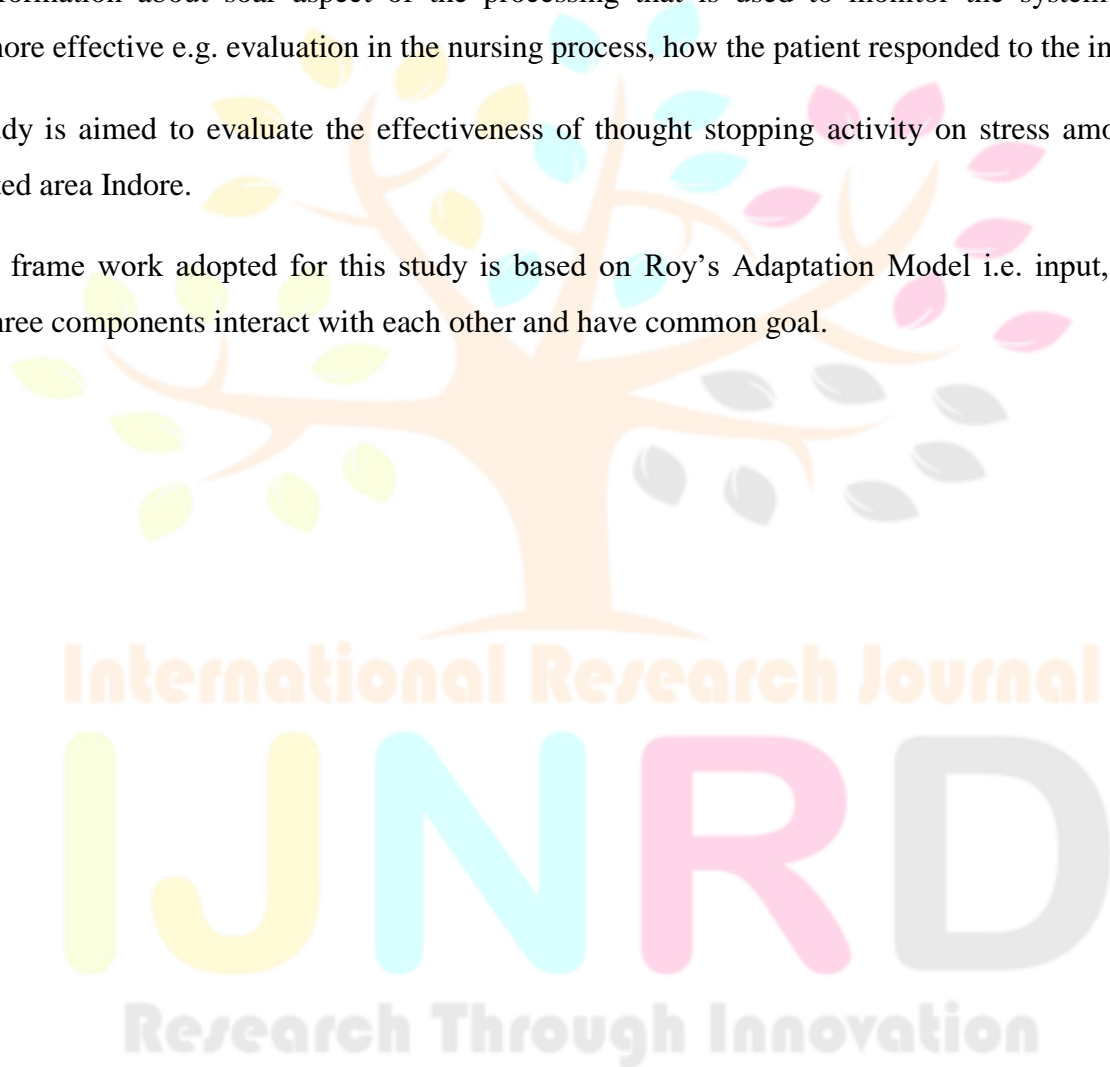 formation about soar aspect of the processing that is used to monitor the system
more effective e.g. evaluation in the nursing process, how the patient responded to the in
udy is aimed to evaluate the effectiveness of thought stopping activity on stress amo
ted area Indore.
frame work adopted for this study is based on Roy's Adaptation Model i.e. input,
hree components interact with each other and have common goal.
International Research Journal
IJNRD
Research Through Innovation